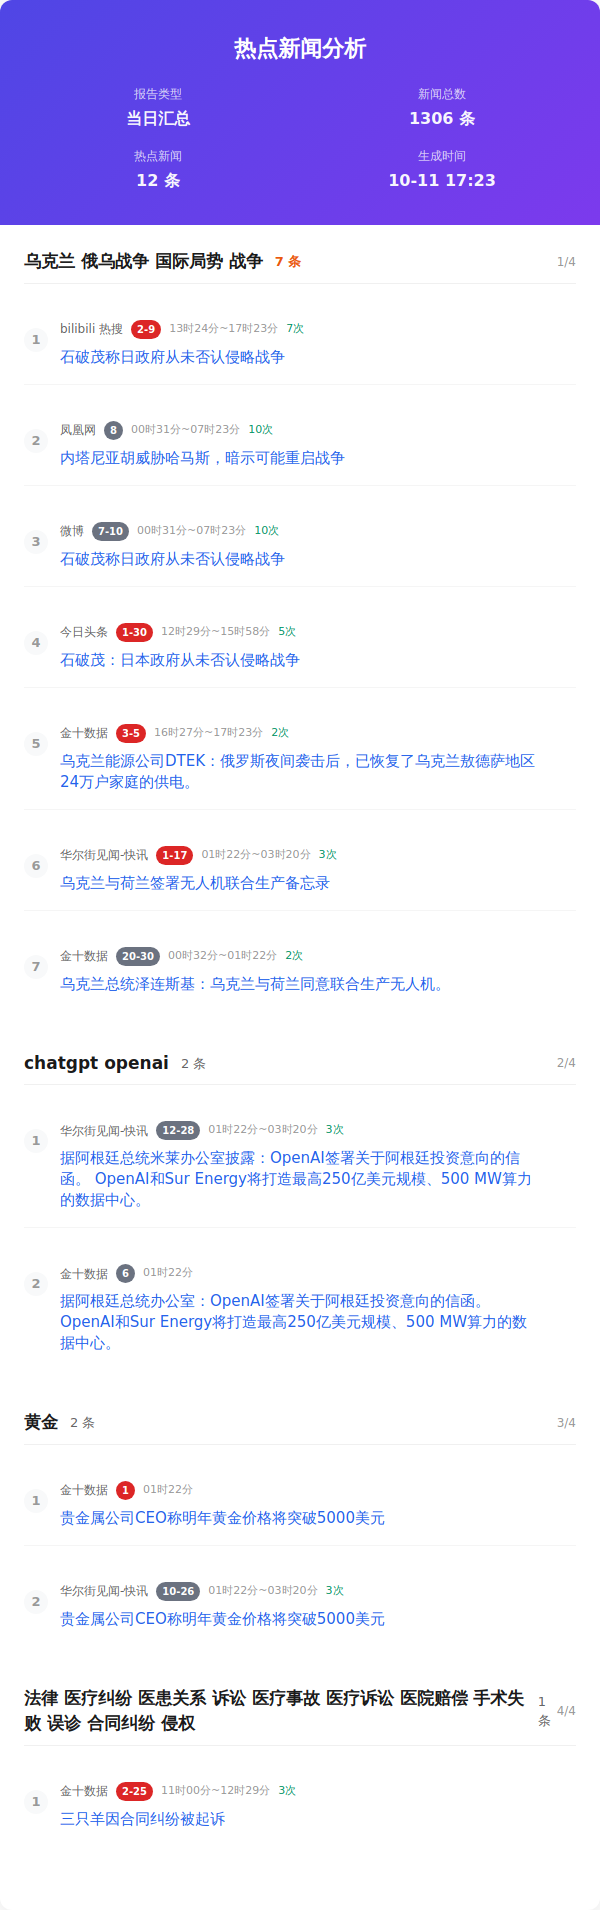 热点新闻分析
报告类型
新闻总数
当日汇总
1306 条
热点新闻
生成时间
12 条
10-11 17:23
乌克兰 俄乌战争 国际局势 战争 7 条 1/4
1 bilibili 热搜 2-9 13时24分~17时23分 7次
石破茂称日政府从未否认侵略战争
2 凤凰网 8 00时31分~07时23分 10次
内塔尼亚胡威胁哈马斯，暗示可能重启战争
3 微博 7-10 00时31分~07时23分 10次
石破茂称日政府从未否认侵略战争
4 今日头条 1-30 12时29分~15时58分 5次
石破茂：日本政府从未否认侵略战争
5 金十数据 3-5 16时27分~17时23分 2次
乌克兰能源公司DTEK：俄罗斯夜间袭击后，已恢复了乌克兰敖德萨地区
24万户家庭的供电。
6 华尔街见闻-快讯 1-17 01时22分~03时20分 3次
乌克兰与荷兰签署无人机联合生产备忘录
7 金十数据 20-30 00时32分~01时22分 2次
乌克兰总统泽连斯基：乌克兰与荷兰同意联合生产无人机。
chatgpt openai 2 条 2/4
1 华尔街见闻-快讯 12-28 01时22分~03时20分 3次
据阿根廷总统米莱办公室披露：OpenAI签署关于阿根廷投资意向的信
函。 OpenAI和Sur Energy将打造最高250亿美元规模、500 MW算力
的数据中心。
2 金十数据 6 01时22分
据阿根廷总统办公室：OpenAI签署关于阿根廷投资意向的信函。
OpenAI和Sur Energy将打造最高250亿美元规模、500 MW算力的数
据中心。
黄金 2 条 3/4
1 金十数据 1 01时22分
贵金属公司CEO称明年黄金价格将突破5000美元
2 华尔街见闻-快讯 10-26 01时22分~03时20分 3次
贵金属公司CEO称明年黄金价格将突破5000美元
法律 医疗纠纷 医患关系 诉讼 医疗事故 医疗诉讼 医院赔偿 手术失
败 误诊 合同纠纷 侵权
1
条
4/4
1 金十数据 2-25 11时00分~12时29分 3次
三只羊因合同纠纷被起诉